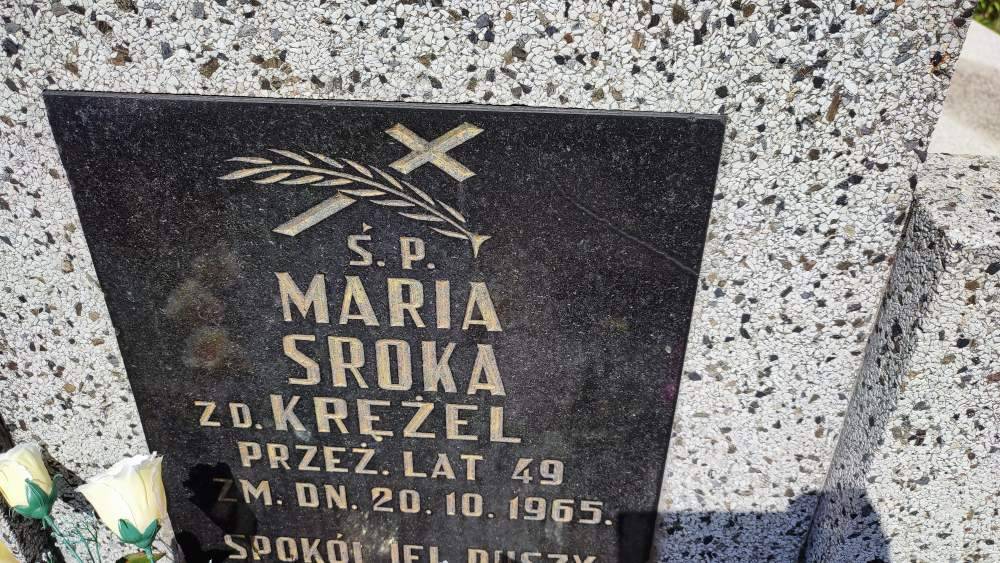 Ś. P.
MARIA
SROKA
Z D. KRĘŻEL
PRZEŻ. LAT 49
ZM. DN. 20. 10. 1965.
SPOKÓJ JEJ DUSZY